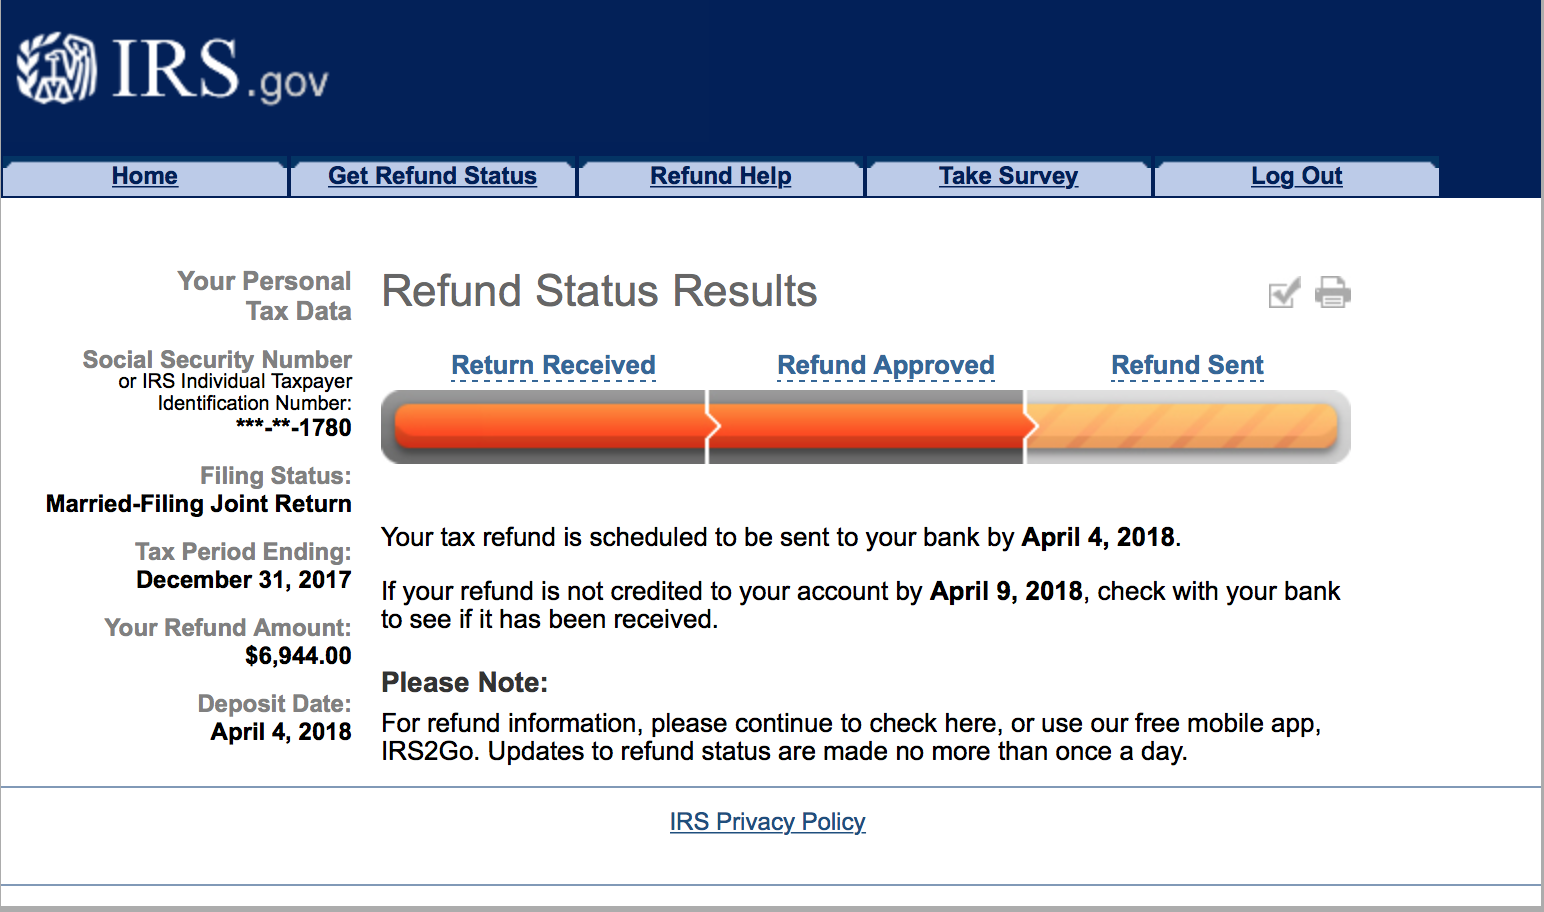 IRS.gov
Home
Get Refund Status
Refund Help
Take Survey
Log Out
Your Personal
Tax Data
Social Security Number
or IRS Individual Taxpayer
Identification Number:
***-**-1780
Filing Status:
Married-Filing Joint Return
Tax Period Ending:
December 31, 2017
Your Refund Amount:
$6,944.00
Deposit Date:
April 4, 2018
Refund Status Results
Return Received
Refund Approved
Refund Sent
Your tax refund is scheduled to be sent to your bank by April 4, 2018.
If your refund is not credited to your account by April 9, 2018, check with your bank
to see if it has been received.
Please Note:
For refund information, please continue to check here, or use our free mobile app,
IRS2Go. Updates to refund status are made no more than once a day.
IRS Privacy Policy